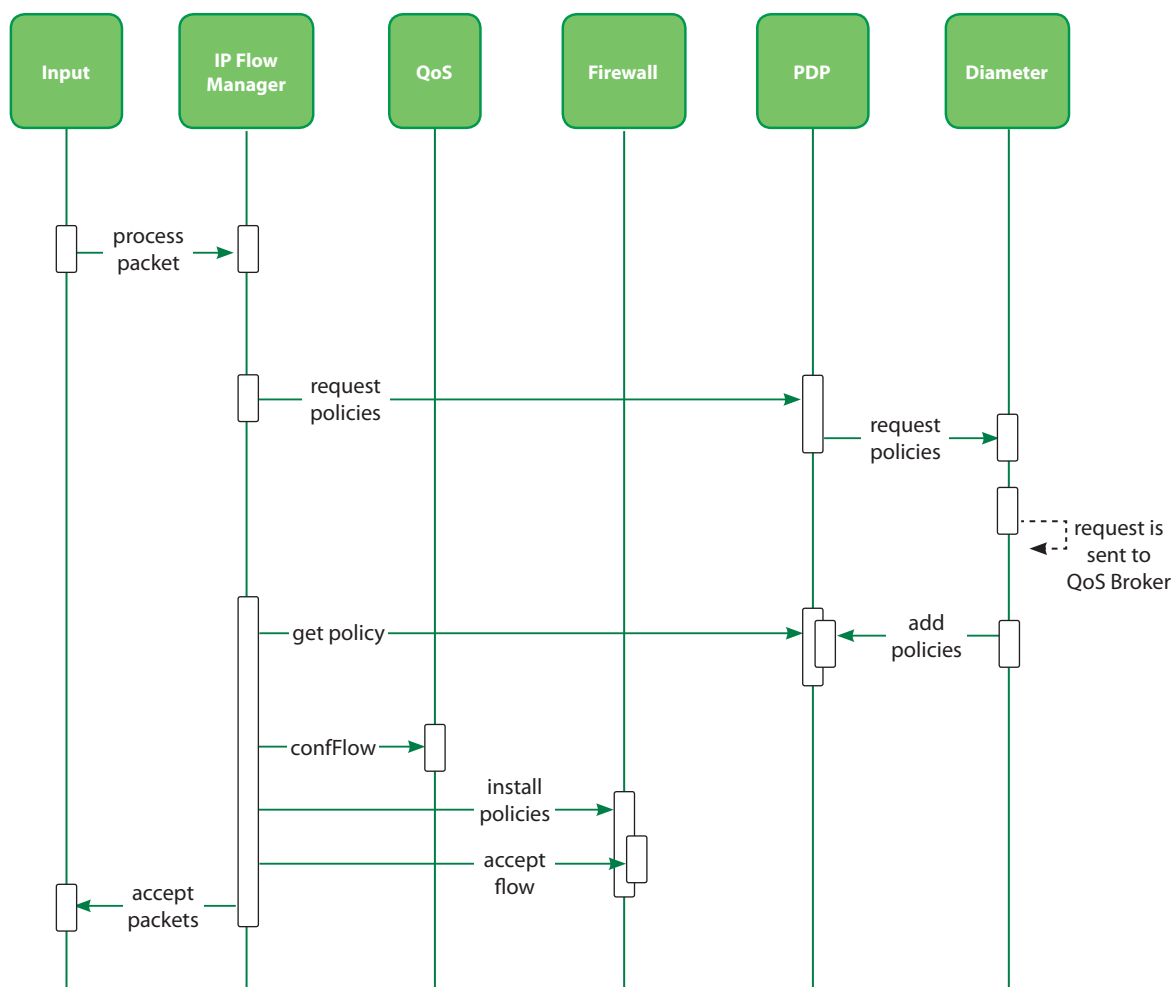 Input
IP Flow
Manager
QoS
Firewall
PDP
Diameter
process
packet
request
policies
request
policies
request is
sent to
QoS Broker
get policy
add
policies
confFlow
install
policies
accept
flow
accept
packets